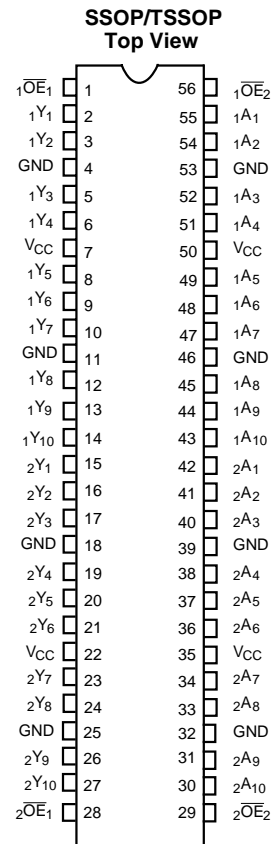 SSOP/TSSOP
Top View
1OE1 1 56 1OE2
1Y1 2 55 1A1
1Y2 3 54 1A2
GND 4 53 GND
1Y3 5 52 1A3
1Y4 6 51 1A4
VCC 7 50 VCC
1Y5 8 49 1A5
1Y6 9 48 1A6
1Y7 10 47 1A7
GND 11 46 GND
1Y8 12 45 1A8
1Y9 13 44 1A9
1Y10 14 43 1A10
2Y1 15 42 2A1
2Y2 16 41 2A2
2Y3 17 40 2A3
GND 18 39 GND
2Y4 19 38 2A4
2Y5 20 37 2A5
2Y6 21 36 2A6
VCC 22 35 VCC
2Y7 23 34 2A7
2Y8 24 33 2A8
GND 25 32 GND
2Y9 26 31 2A9
2Y10 27 30 2A10
2OE1 28 29 2OE2